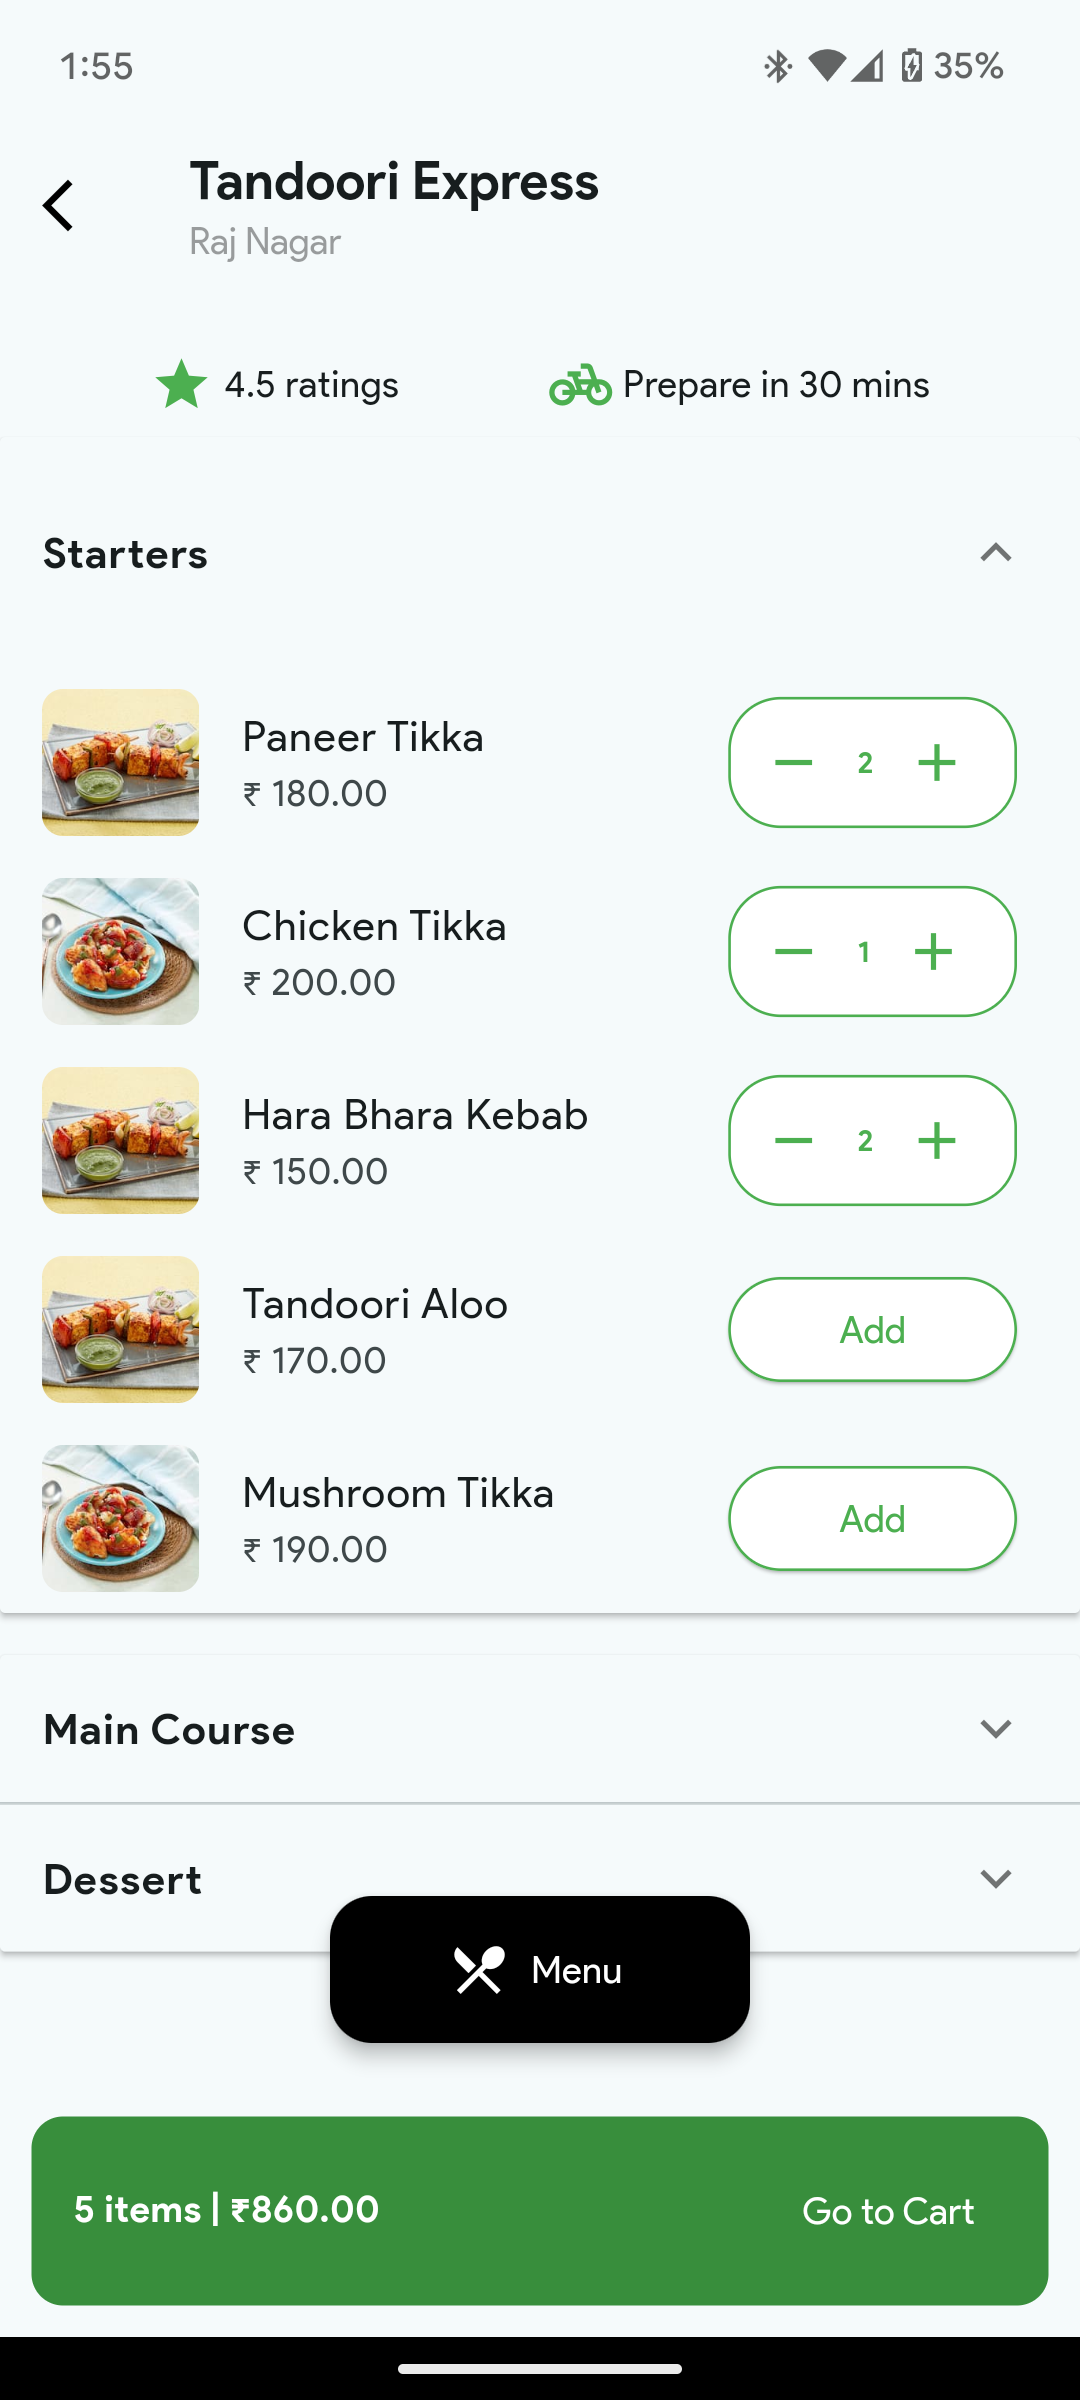 1:55
35%
Tandoori Express
Raj Nagar
4.5 ratings
Prepare in 30 mins
Starters
Paneer Tikka
₹ 180.00
2
Chicken Tikka
₹ 200.00
1
Hara Bhara Kebab
₹ 150.00
2
Tandoori Aloo
₹ 170.00
Add
Mushroom Tikka
₹ 190.00
Add
Main Course
Dessert
Menu
5 items | ₹860.00
Go to Cart